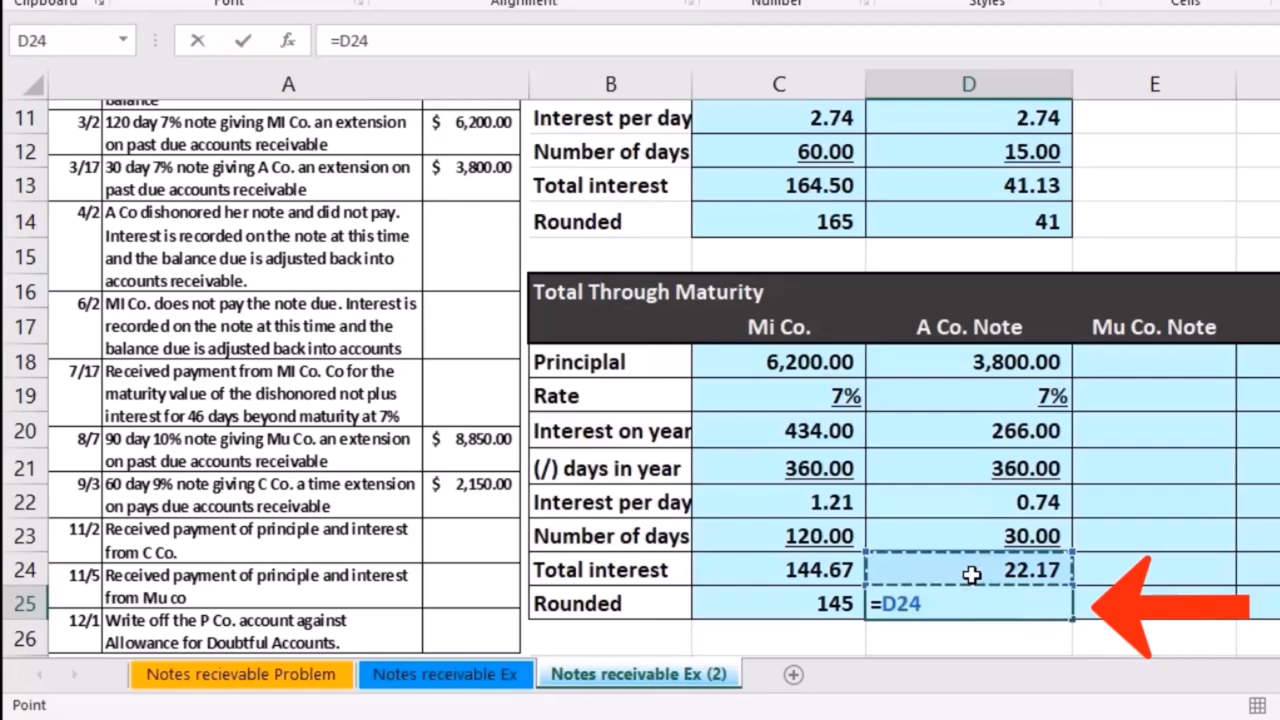 Clipboard
Font
Alignment
Number
Styles
Cells
D24
=D24
A
B
C
D
E
balance
11
3/2 120 day 7% note giving MI Co. an extension $ 6,200.00
on past due accounts receivable
Interest per day 2.74 2.74
12
Number of days 60.00 15.00
13
3/17 30 day 7% note giving A Co. an extension on $ 3,800.00
past due accounts receivable
Total interest 164.50 41.13
14
4/2 A Co dishonored her note and did not pay.
Interest is recorded on the note at this time
and the balance due is adjusted back into
accounts receivable.
Rounded 165 41
15
16
Total Through Maturity
6/2 MI Co. does not pay the note due. Interest is
recorded on the note at this time and the
balance due is adjusted back into accounts
17
Mi Co. A Co. Note Mu Co. Note
18
7/17 Received payment from MI Co. Co for the
maturity value of the dishonored not plus
interest for 46 days beyond maturity at 7%
Principlal 6,200.00 3,800.00
19
Rate 7% 7%
20
8/7 90 day 10% note giving Mu Co. an extension $ 8,850.00
on past due accounts receivable
Interest on year 434.00 266.00
21
9/3 60 day 9% note giving C Co. a time extension $ 2,150.00
on pays due accounts receivable
(/) days in year 360.00 360.00
22
Interest per day 1.21 0.74
23
11/2 Received payment of principle and interest
from C Co.
Number of days 120.00 30.00
24
11/5 Received payment of principle and interest
from Mu co
Total interest 144.67 22.17
25
12/1 Write off the P Co. account against
Allowance for Doubtful Accounts.
Rounded 145 =D24
26
Notes recievable Problem
Notes receivable Ex
Notes receivable Ex (2)
Point